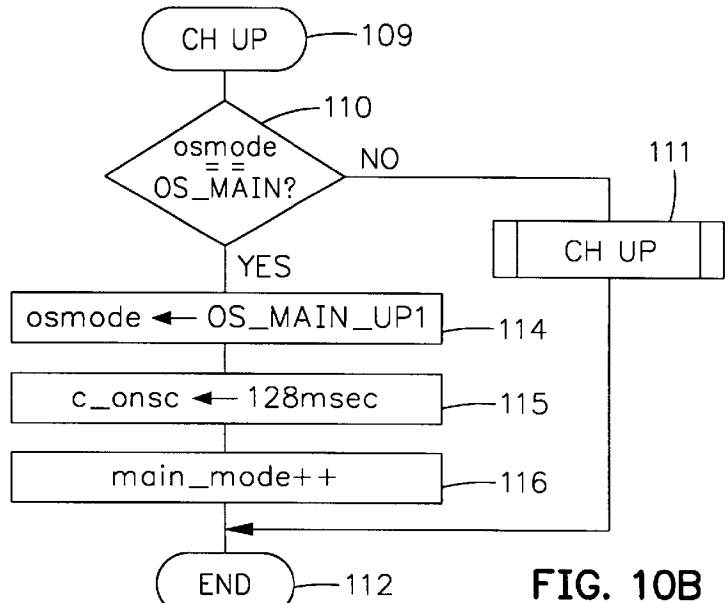 CH UP 109
110
osmode
==
OS_MAIN?
NO
111
CH UP
YES
osmode ← OS_MAIN_UP1
114
c_onsc ← 128msec
115
main_mode++
116
END 112
FIG. 10B